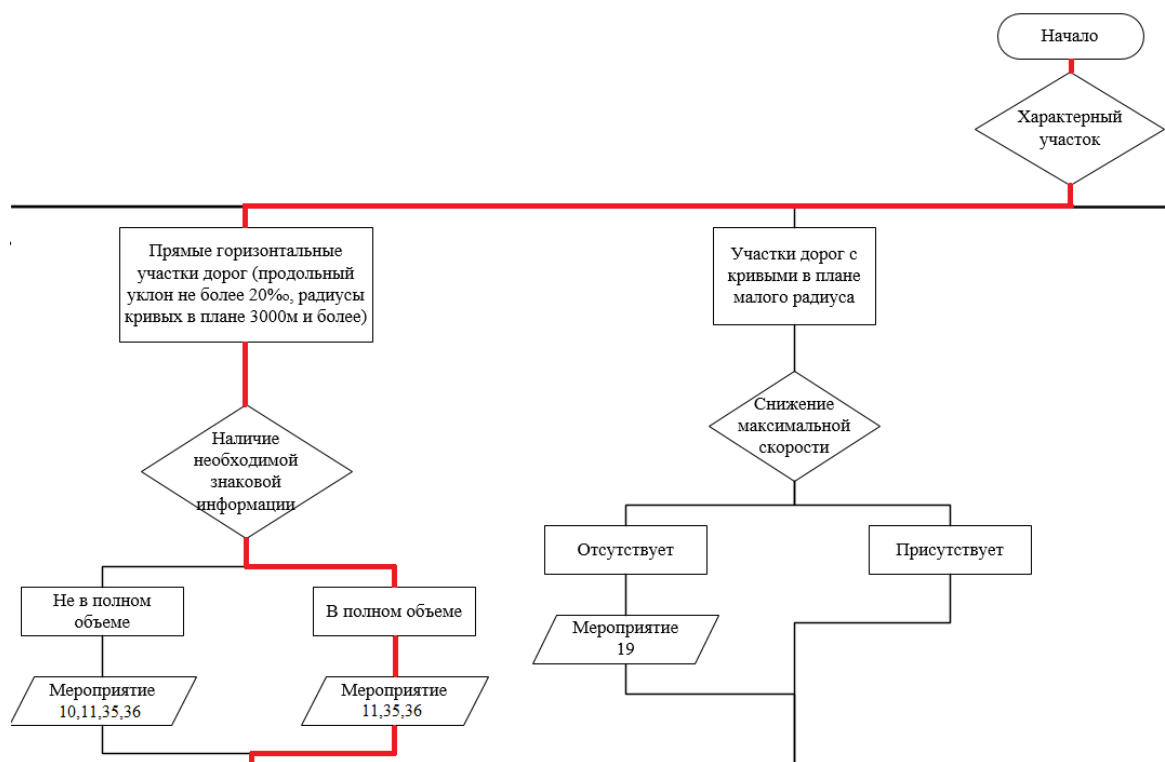 Начало
Характерный
участок
Прямые горизонтальные
участки дорог (продольный
уклон не более 20‰, радиусы
кривых в плане 3000м и более)
Участки дорог с
кривыми в плане
малого радиуса
Наличие
необходимой
знаковой
информации
Снижение
максимальной
скорости
Не в полном
объеме
В полном объеме
Отсутствует
Присутствует
Мероприятие
10,11,35,36
Мероприятие
11,35,36
Мероприятие
19